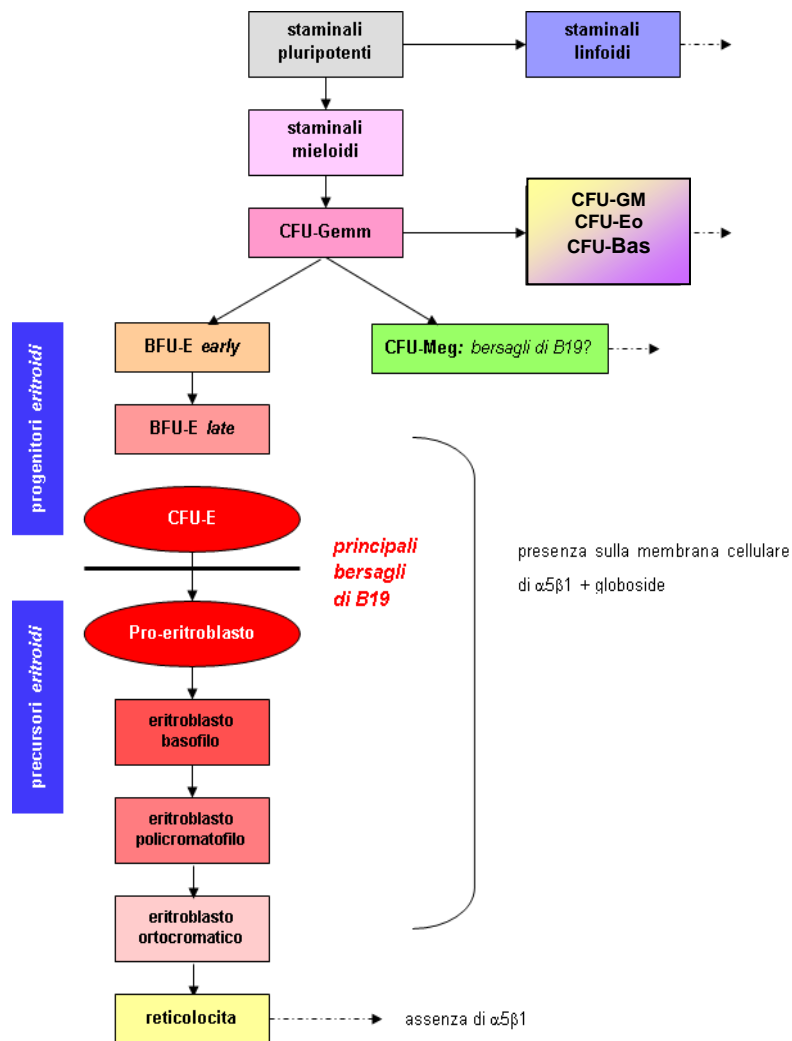 staminali
pluripotenti
staminali
linfoidi
staminali
mieloidi
CFU-Gemm
CFU-GM
CFU-Eo
CFU-Bas
progenitori eritroidi
BFU-E early
CFU-Meg: bersagli di B19?
BFU-E late
CFU-E
principali
bersagli
di B19
presenza sulla membrana cellulare
di α5β1 + globoside
precursori eritroidi
Pro-eritroblasto
eritroblasto
basofilo
eritroblasto
policromatofilo
eritroblasto
ortocromatico
reticolocita
assenza di α5β1